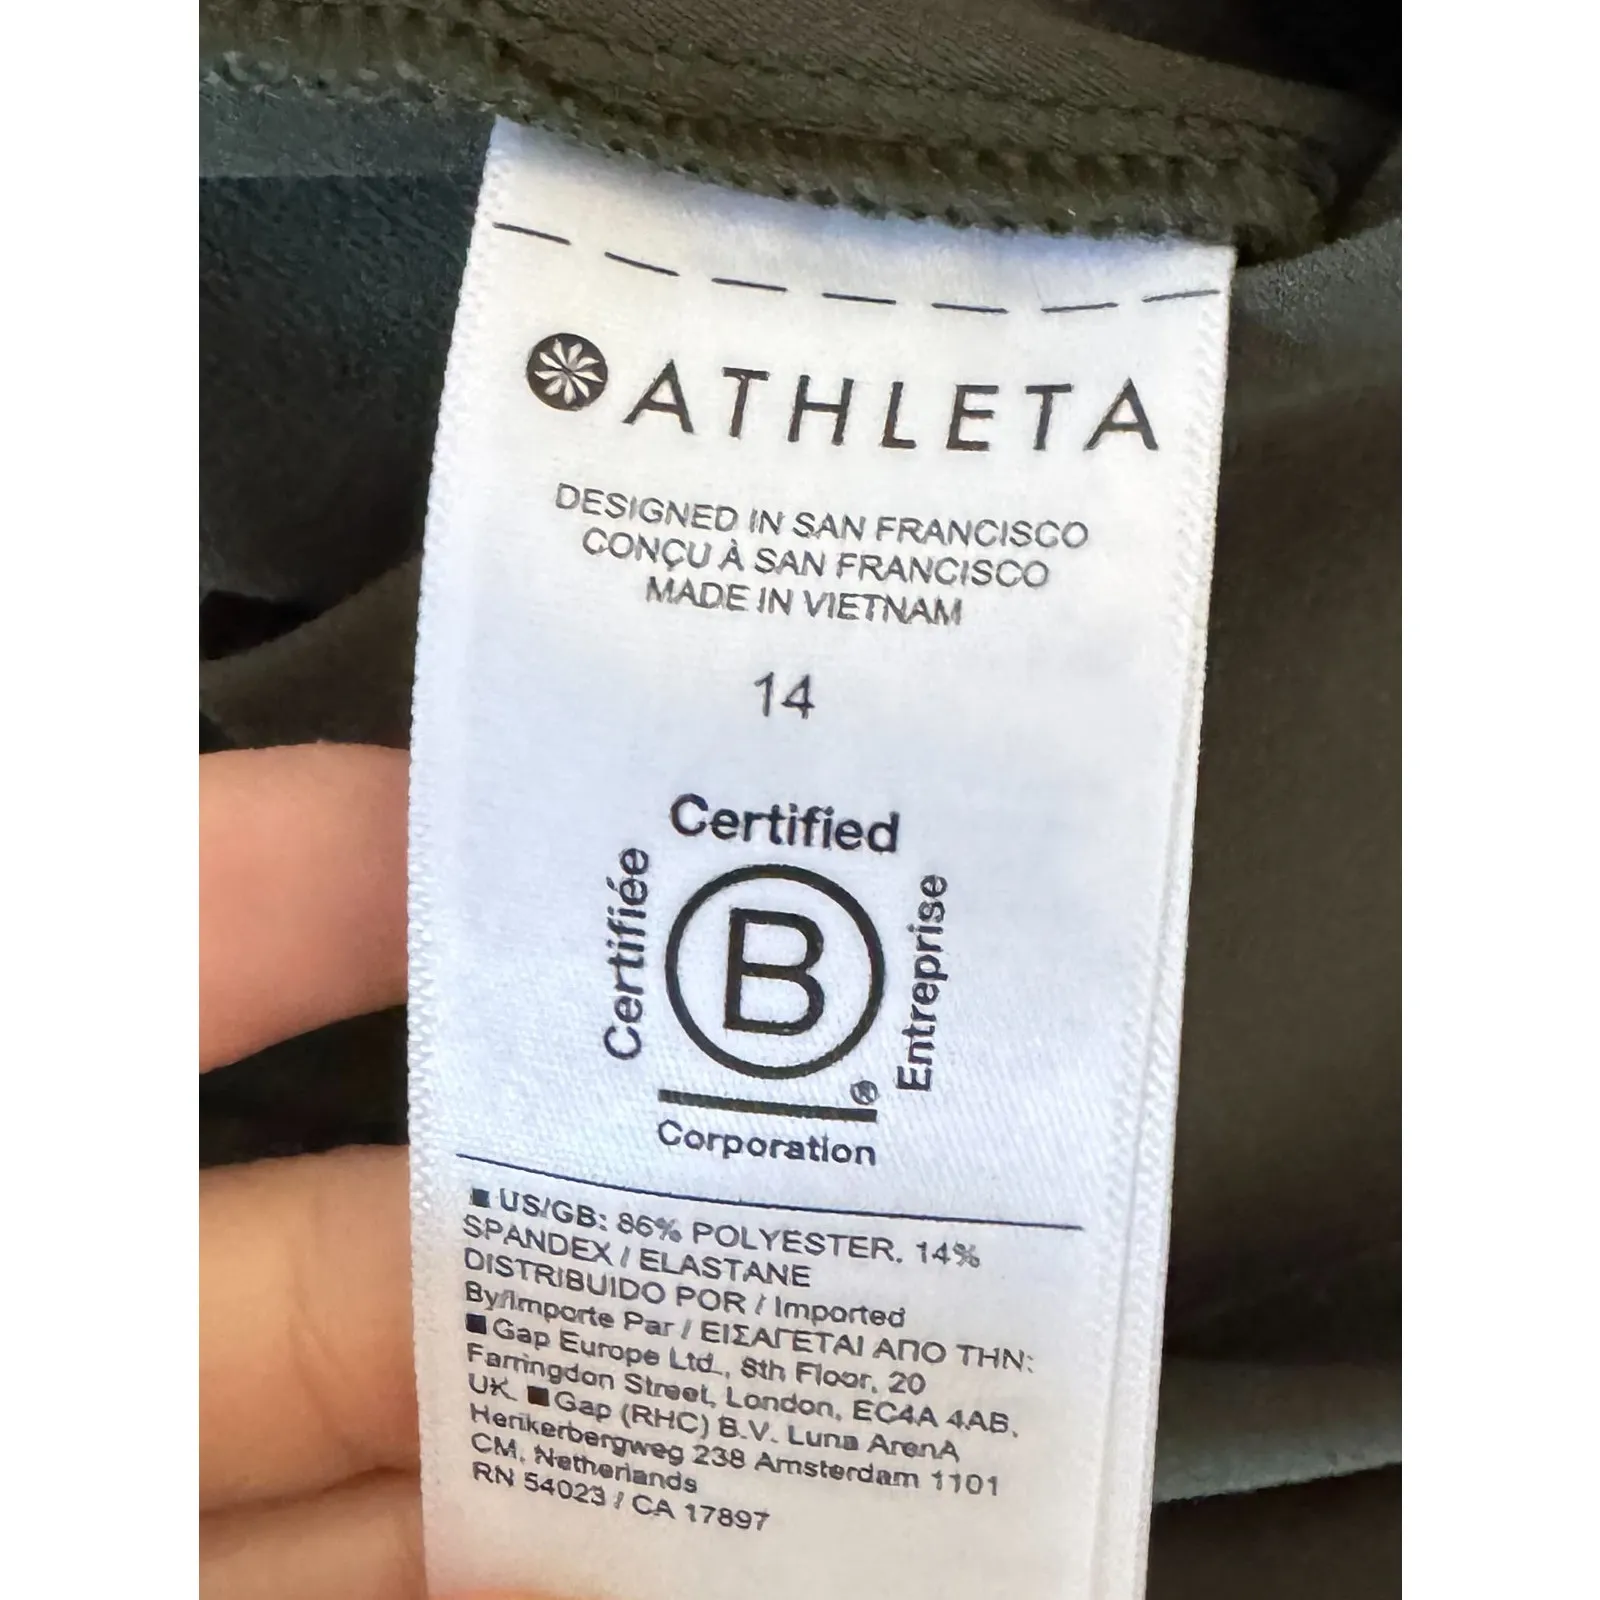 ATHLETA
DESIGNED IN SAN FRANCISCO
CONÇU À SAN FRANCISCO
MADE IN VIETNAM
14
Certified
Certifiée
B
Entreprise
®
Corporation
US/GB: 86% POLYESTER. 14%
SPANDEX / ELASTANE
DISTRIBUIDO POR / Imported
By/Importe Par / ΕΙΣΑΓΕΤΑΙ ΑΠΟ ΤΗΝ:
Gap Europe Ltd., 8th Floor, 20
Farringdon Street, London, EC4A 4AB,
UK. Gap (RHC) B.V. Luna ArenA
Herikerbergweg 238 Amsterdam 1101
CM, Netherlands
RN 54023 / CA 17897